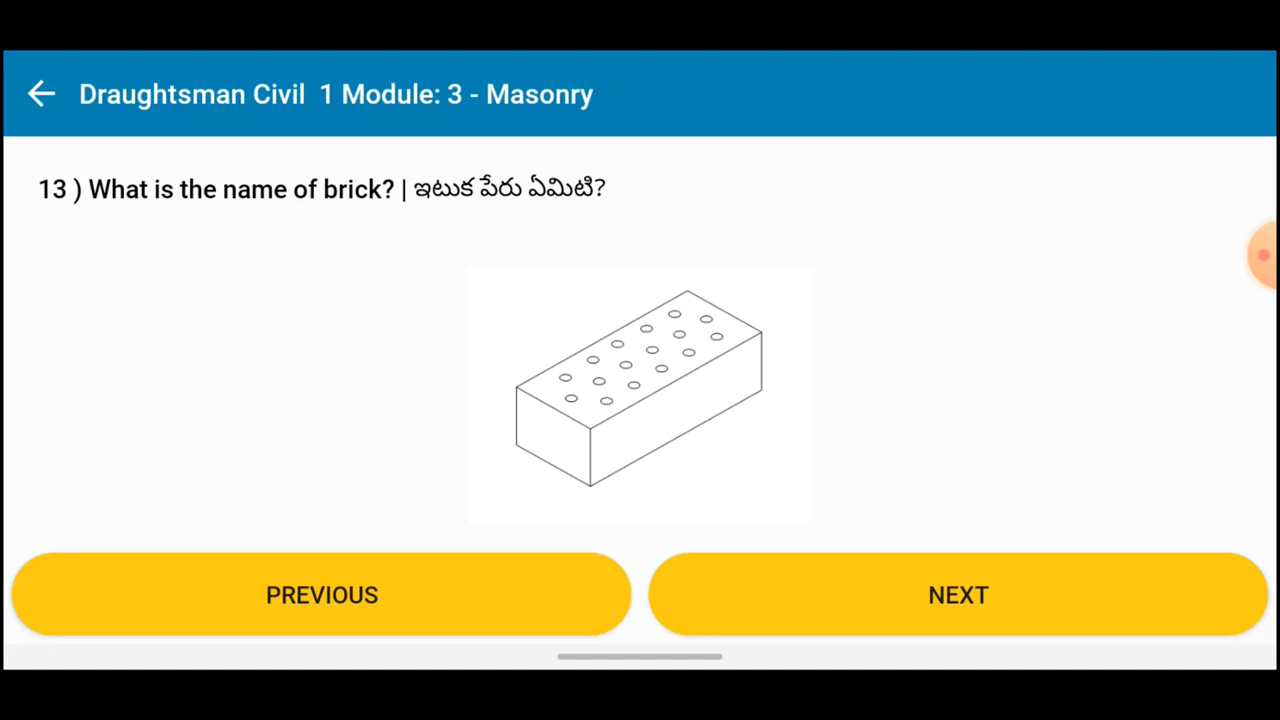 Draughtsman Civil 1 Module: 3 - Masonry
13 ) What is the name of brick? | ఇటుక పేరు ఏమిటి?
PREVIOUS
NEXT